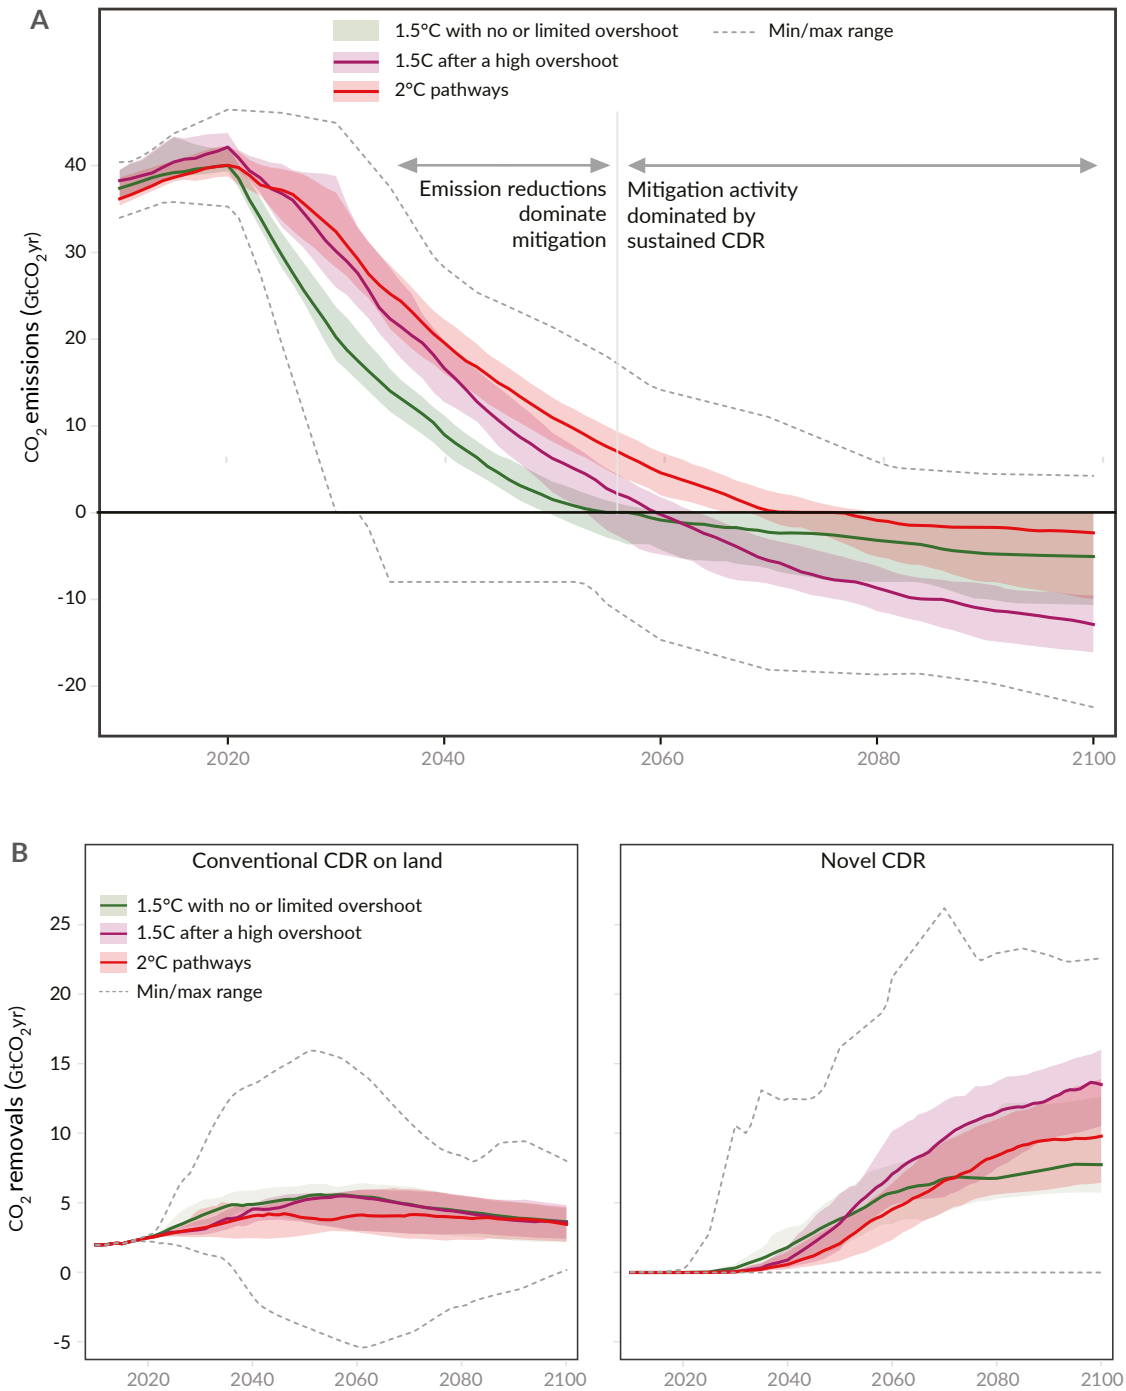 A
1.5°C with no or limited overshoot
Min/max range
1.5C after a high overshoot
2°C pathways
Emission reductions
dominate
mitigation
Mitigation activity
dominated by
sustained CDR
CO2 emissions (GtCO2yr)
40
30
20
10
0
-10
-20
2020
2040
2060
2080
2100
B
Conventional CDR on land
1.5°C with no or limited overshoot
1.5C after a high overshoot
2°C pathways
Min/max range
CO2 removals (GtCO2yr)
25
20
15
10
5
0
-5
2020
2040
2060
2080
2100
Novel CDR
2020
2040
2060
2080
2100